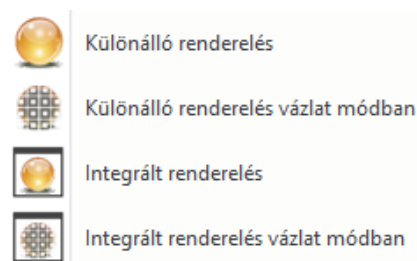 Különálló renderelés
Különálló renderelés vázlat módban
Integrált renderelés
Integrált renderelés vázlat módban